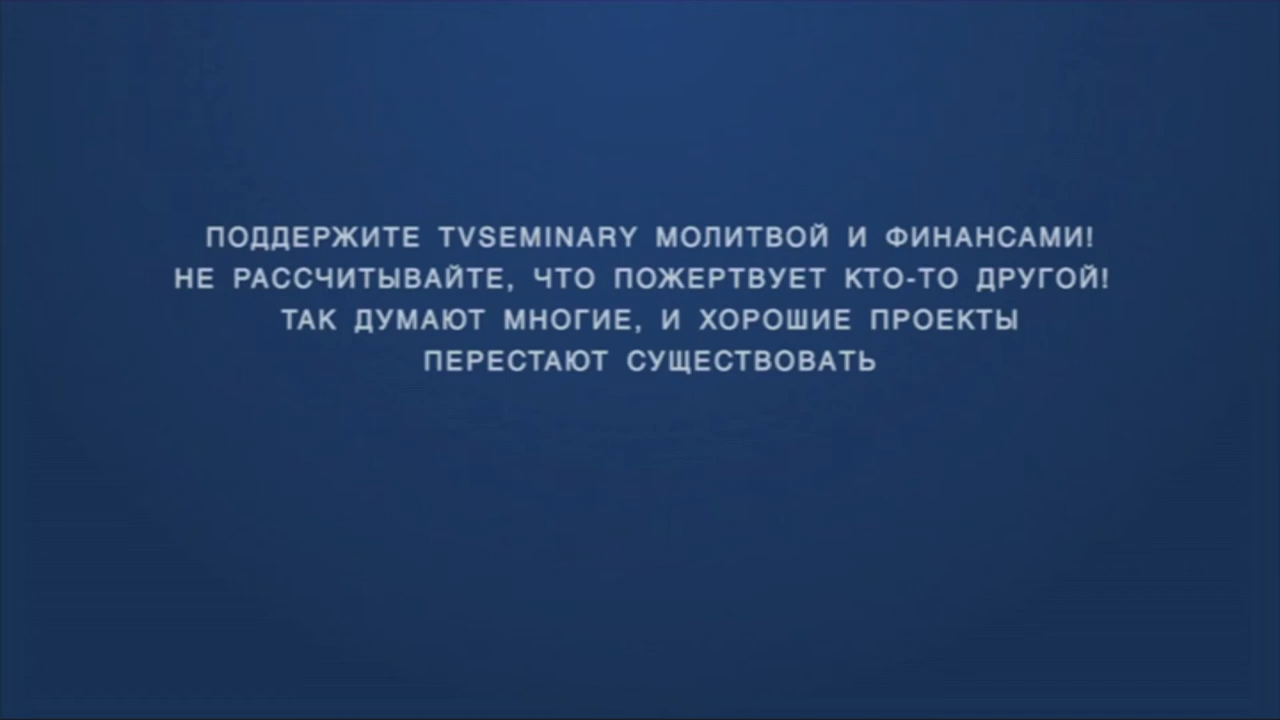 ПОДДЕРЖИТЕ TVSEMINARY МОЛИТВОЙ И ФИНАНСАМИ!
НЕ РАССЧИТЫВАЙТЕ, ЧТО ПОЖЕРТВУЕТ КТО-ТО ДРУГОЙ!
ТАК ДУМАЮТ МНОГИЕ, И ХОРОШИЕ ПРОЕКТЫ
ПЕРЕСТАЮТ СУЩЕСТВОВАТЬ